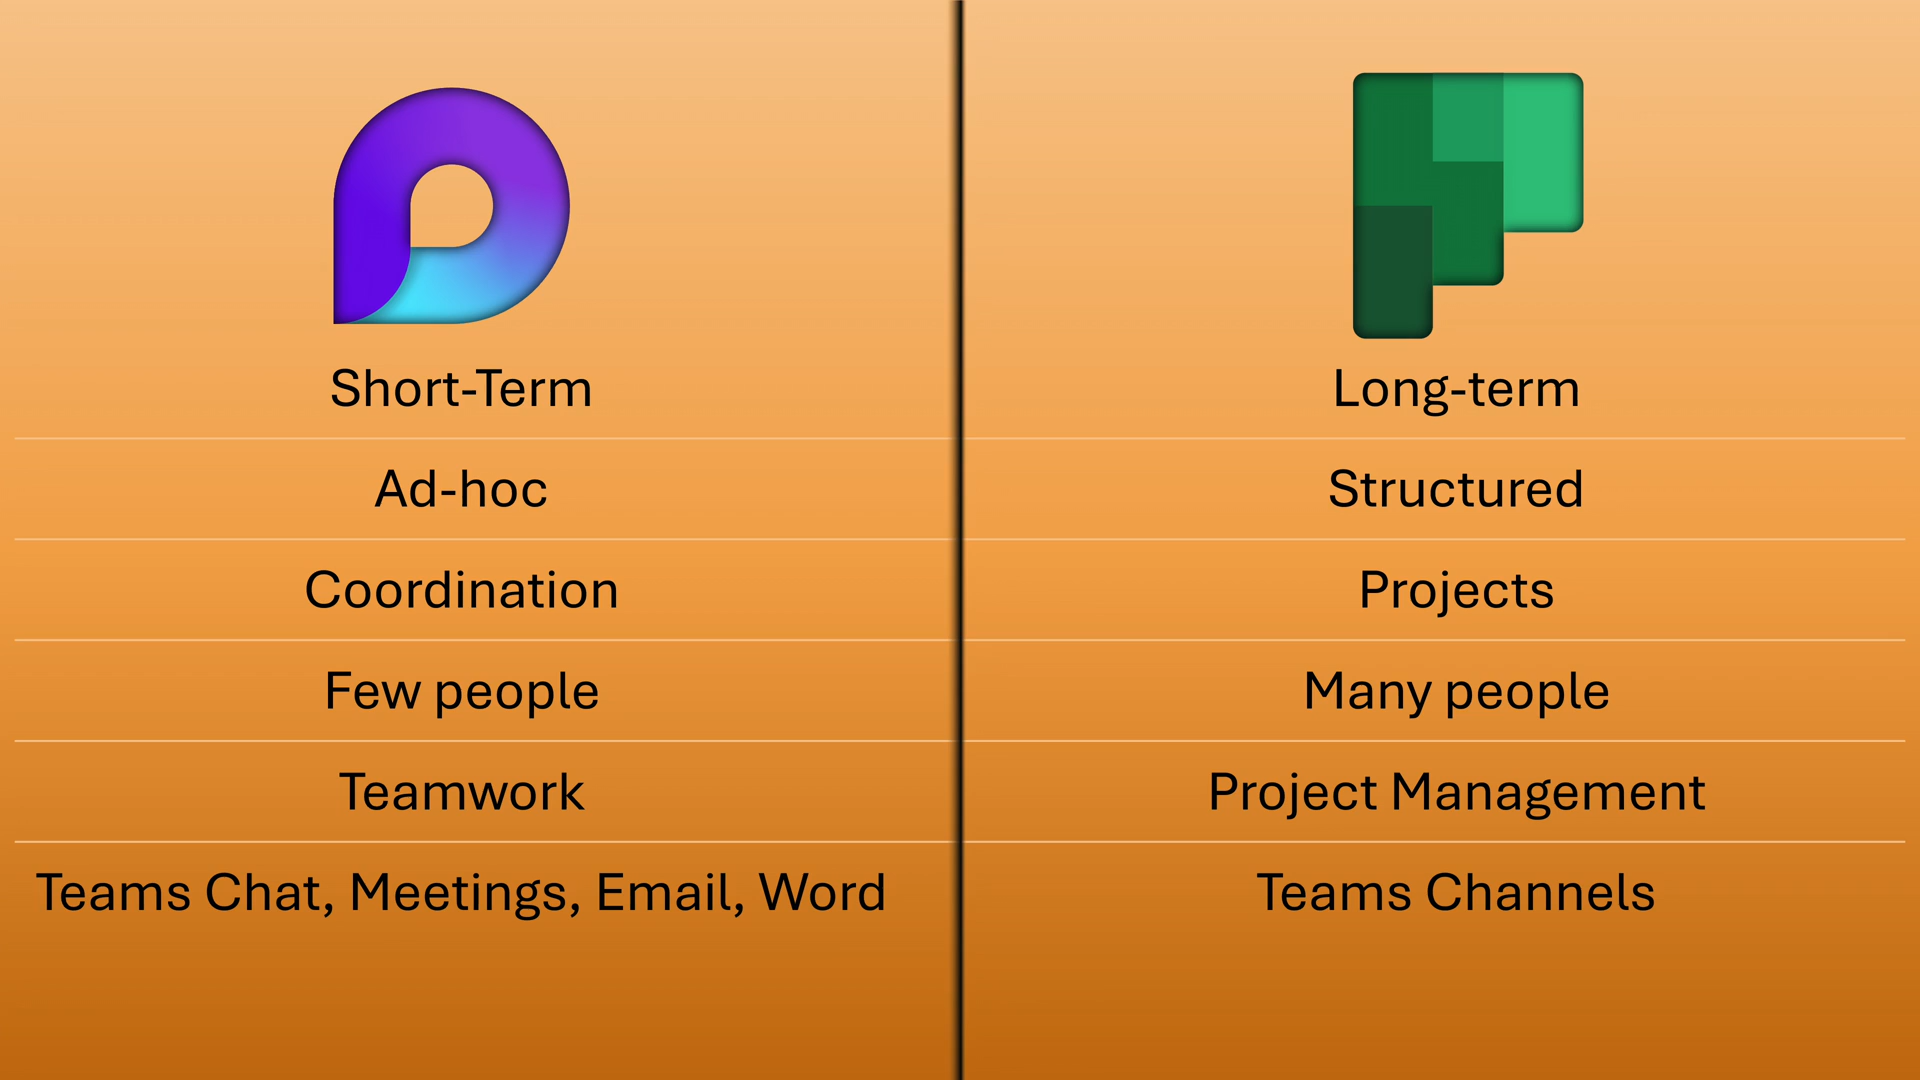 Short-Term
Ad-hoc
Coordination
Few people
Teamwork
Teams Chat, Meetings, Email, Word
Long-term
Structured
Projects
Many people
Project Management
Teams Channels